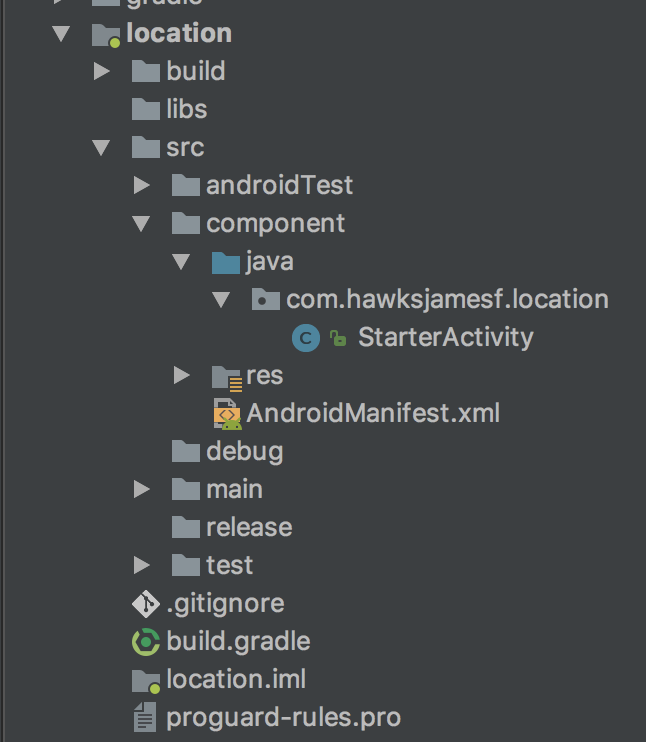 gradle
location
build
libs
src
androidTest
component
java
com.hawksjamesf.location
C StarterActivity
res
<> AndroidManifest.xml
debug
main
release
test
.gitignore
build.gradle
location.iml
proguard-rules.pro